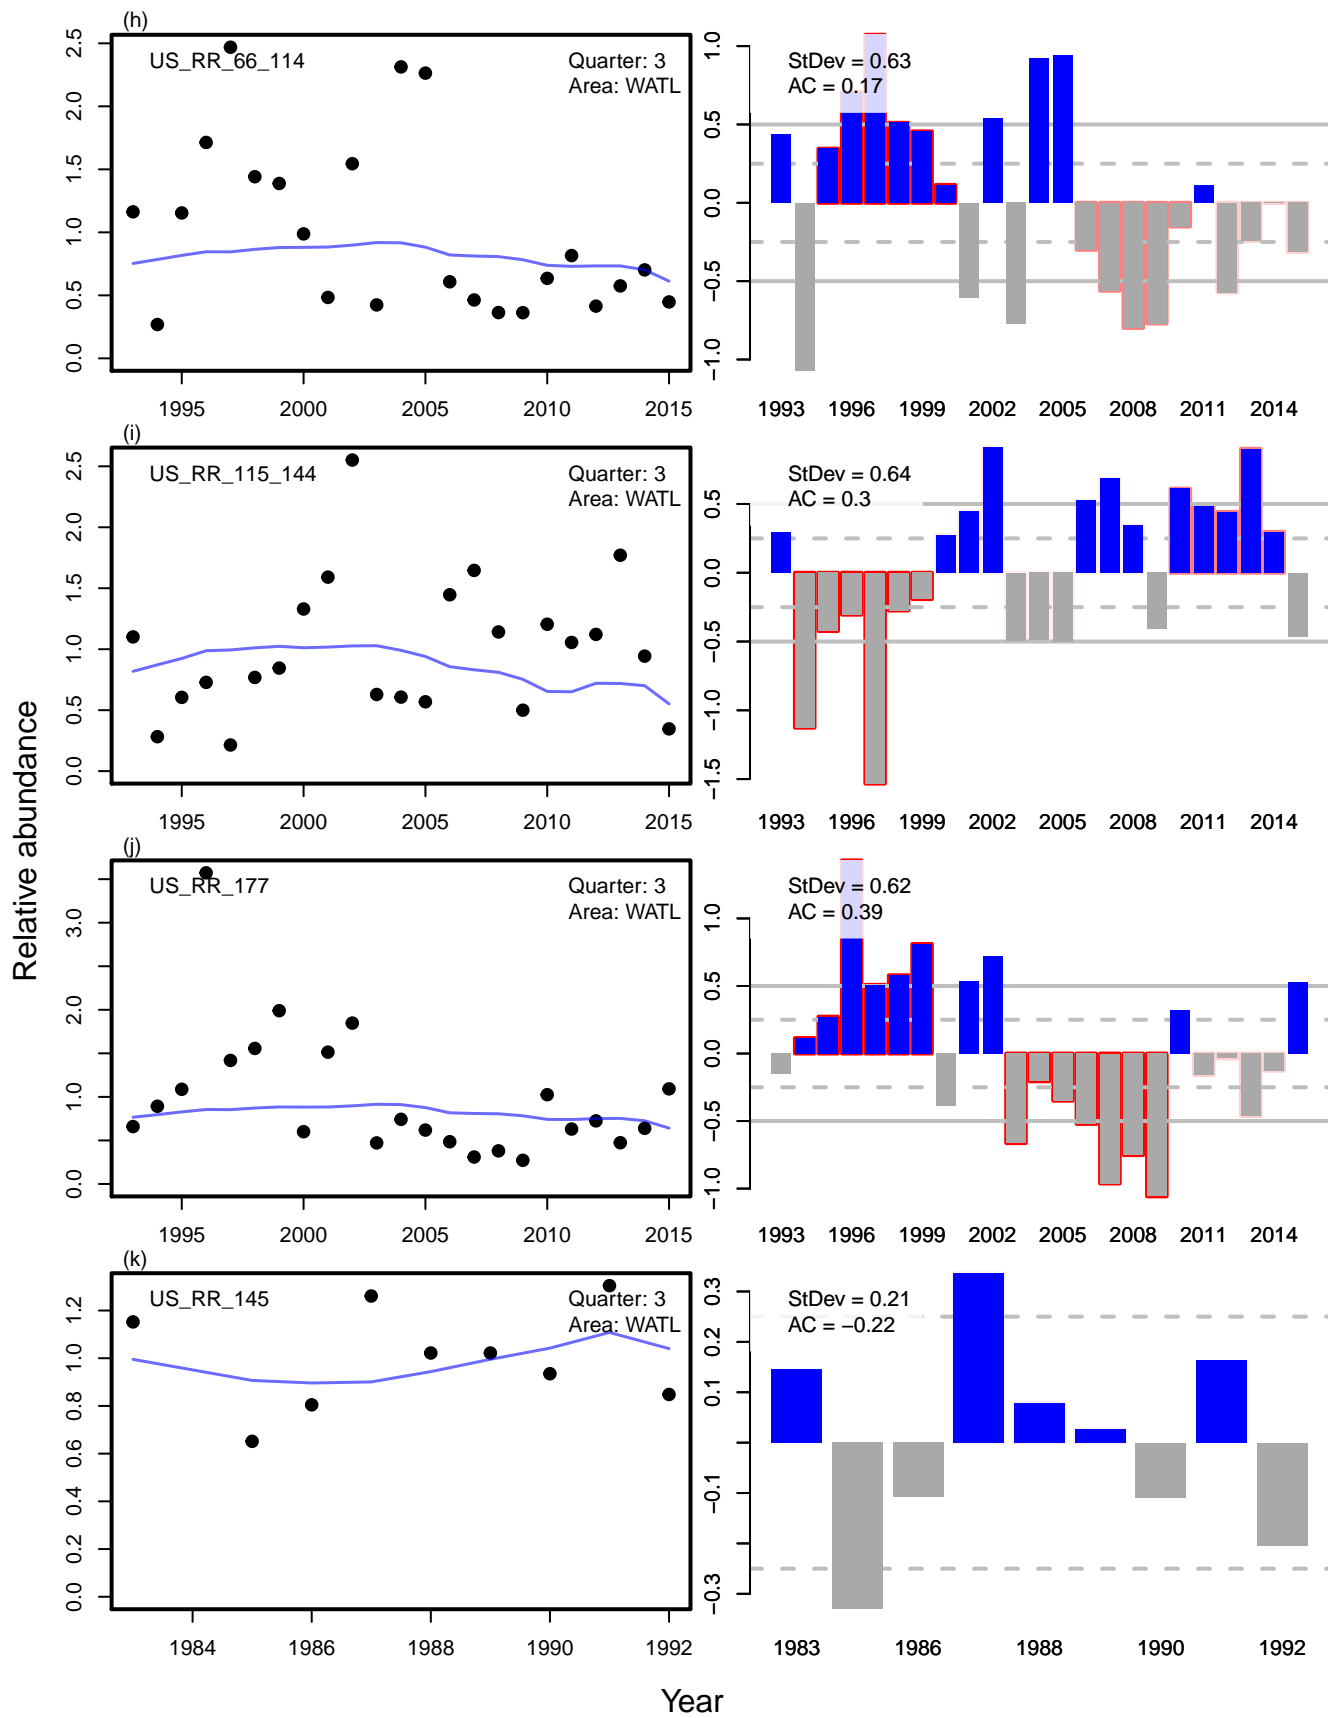 (h)
US_RR_66_114
Quarter: 3
Area: WATL
0.0 0.5 1.0 1.5 2.0 2.5
1995 2000 2005 2010 2015
StDev = 0.63
AC = 0.17
−1.0 −0.5 0.0 0.5 1.0
1993 1996 1999 2002 2005 2008 2011 2014
(i)
US_RR_115_144
Quarter: 3
Area: WATL
0.0 0.5 1.0 1.5 2.0 2.5
1995 2000 2005 2010 2015
StDev = 0.64
AC = 0.3
−1.5 −1.0 −0.5 0.0 0.5
1993 1996 1999 2002 2005 2008 2011 2014
Relative abundance
(j)
US_RR_177
Quarter: 3
Area: WATL
0.0 1.0 2.0 3.0
1995 2000 2005 2010 2015
StDev = 0.62
AC = 0.39
−1.0 −0.5 0.0 0.5 1.0
1993 1996 1999 2002 2005 2008 2011 2014
(k)
US_RR_145
Quarter: 3
Area: WATL
0.0 0.2 0.4 0.6 0.8 1.0 1.2
1984 1986 1988 1990 1992
StDev = 0.21
AC = −0.22
−0.3 −0.1 0.1 0.2 0.3
1983 1986 1988 1990 1992
Year